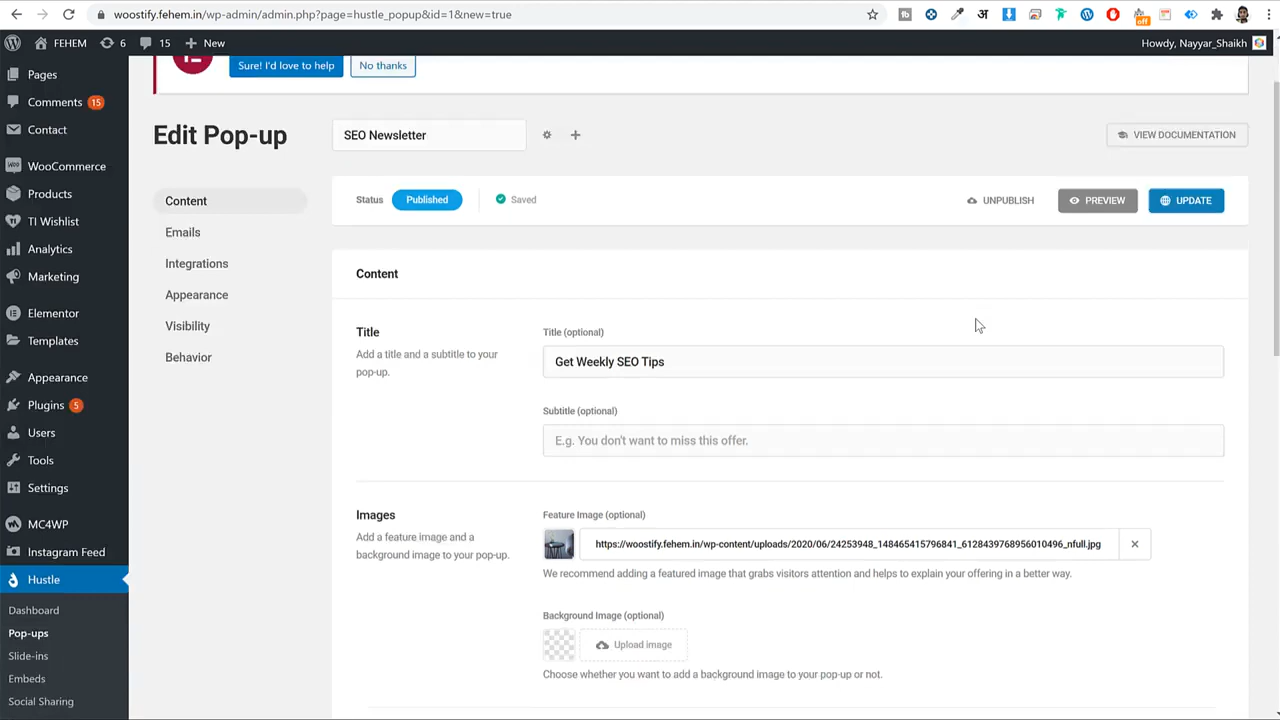 woostify.fehem.in/wp-admin/admin.php?page=hustle_popup&id=1&new=true
FEHEM
6
15
New
Howdy, Nayyar_Shaikh
Sure! I'd love to help
No thanks
Pages
Comments 15
Contact
WooCommerce
Products
TI Wishlist
Analytics
Marketing
Elementor
Templates
Appearance
Plugins 5
Users
Tools
Settings
MC4WP
Instagram Feed
Hustle
Dashboard
Pop-ups
Slide-ins
Embeds
Social Sharing
Edit Pop-up
SEO Newsletter
VIEW DOCUMENTATION
Content
Emails
Integrations
Appearance
Visibility
Behavior
Status
Published
Saved
UNPUBLISH
PREVIEW
UPDATE
Content
Title
Add a title and a subtitle to your
pop-up.
Title (optional)
Get Weekly SEO Tips
Subtitle (optional)
E.g. You don't want to miss this offer.
Images
Add a feature image and a
background image to your pop-up.
Feature Image (optional)
https://woostify.fehem.in/wp-content/uploads/2020/06/24253948_148465415796841_6128439768956010496_nfull.jpg
We recommend adding a featured image that grabs visitors attention and helps to explain your offering in a better way.
Background Image (optional)
Upload image
Choose whether you want to add a background image to your pop-up or not.